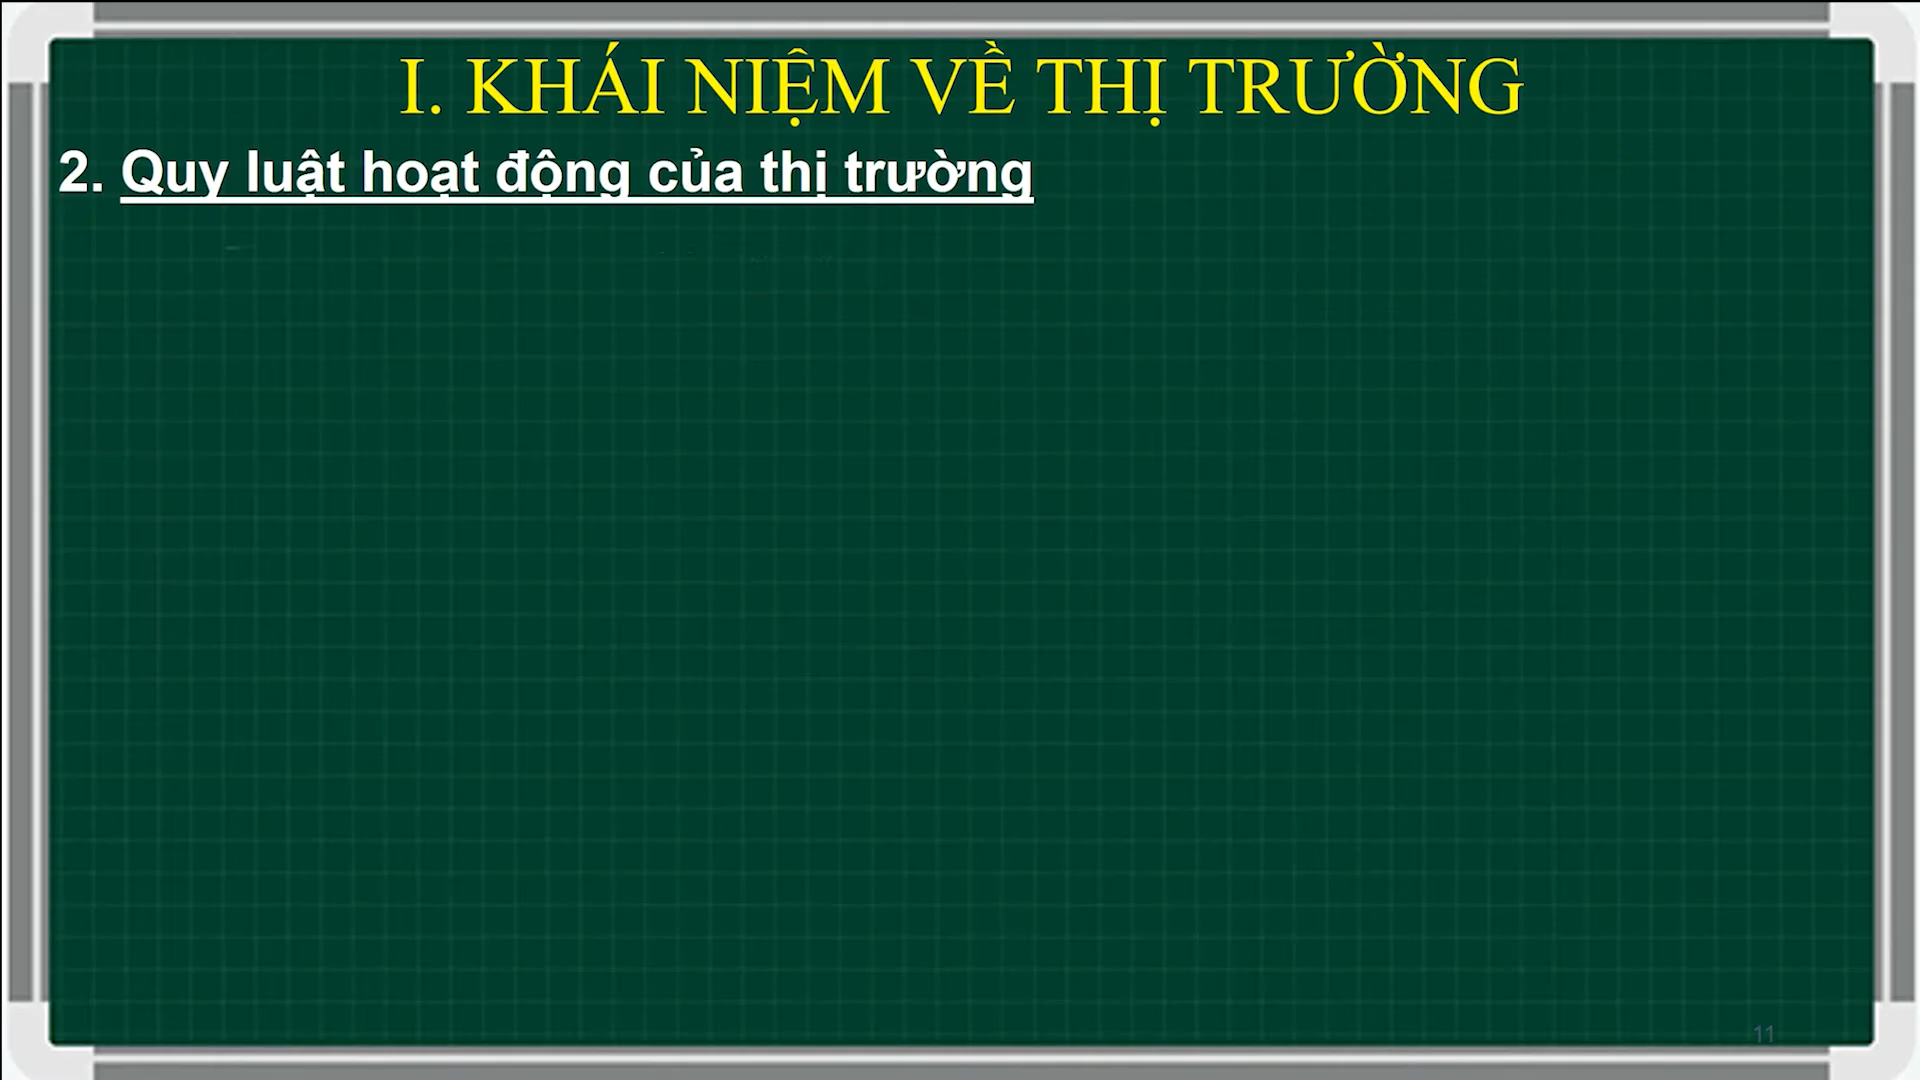 I. KHÁI NIỆM VỀ THỊ TRƯỜNG
2. Quy luật hoạt động của thị trường
11